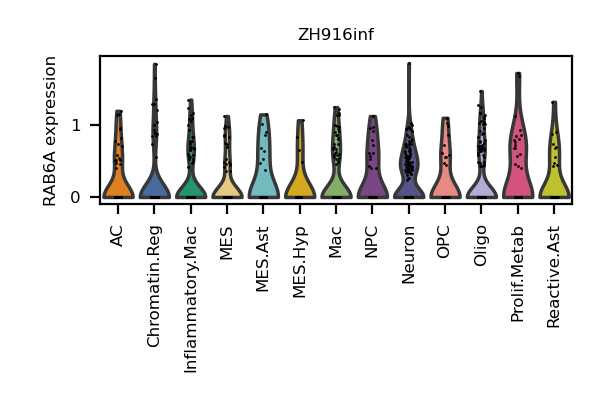 ZH916inf
RAB6A expression
1
0
AC
Chromatin.Reg
Inflammatory.Mac
MES
MES.Ast
MES.Hyp
Mac
NPC
Neuron
OPC
Oligo
Prolif.Metab
Reactive.Ast